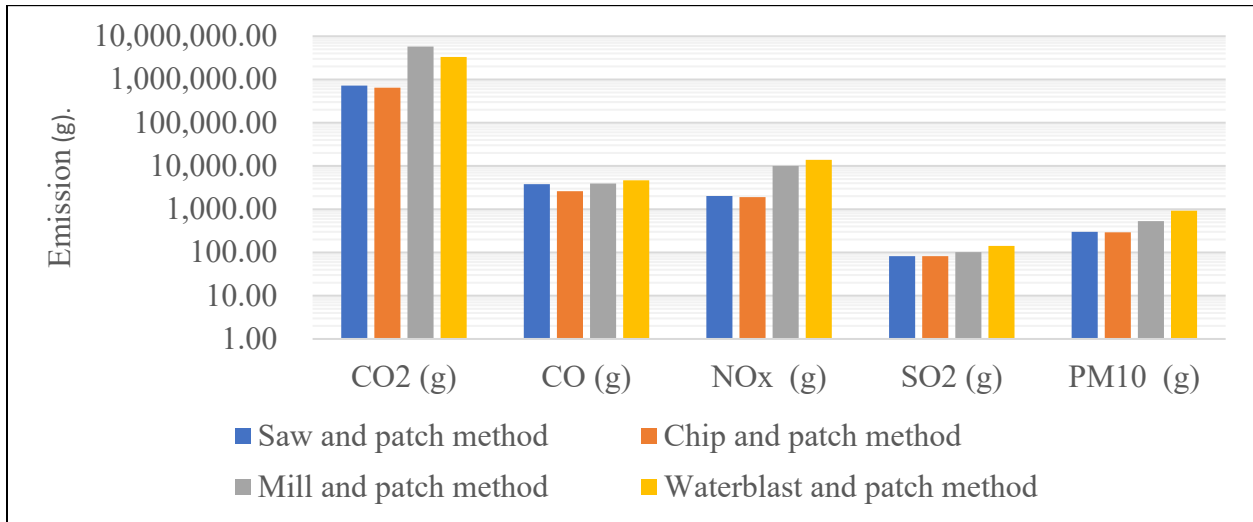 10,000,000.00
1,000,000.00
100,000.00
10,000.00
1,000.00
100.00
10.00
1.00
Emission (g).
CO2 (g) CO (g) NOx (g) SO2 (g) PM10 (g)
Saw and patch method Chip and patch method
Mill and patch method Waterblast and patch method